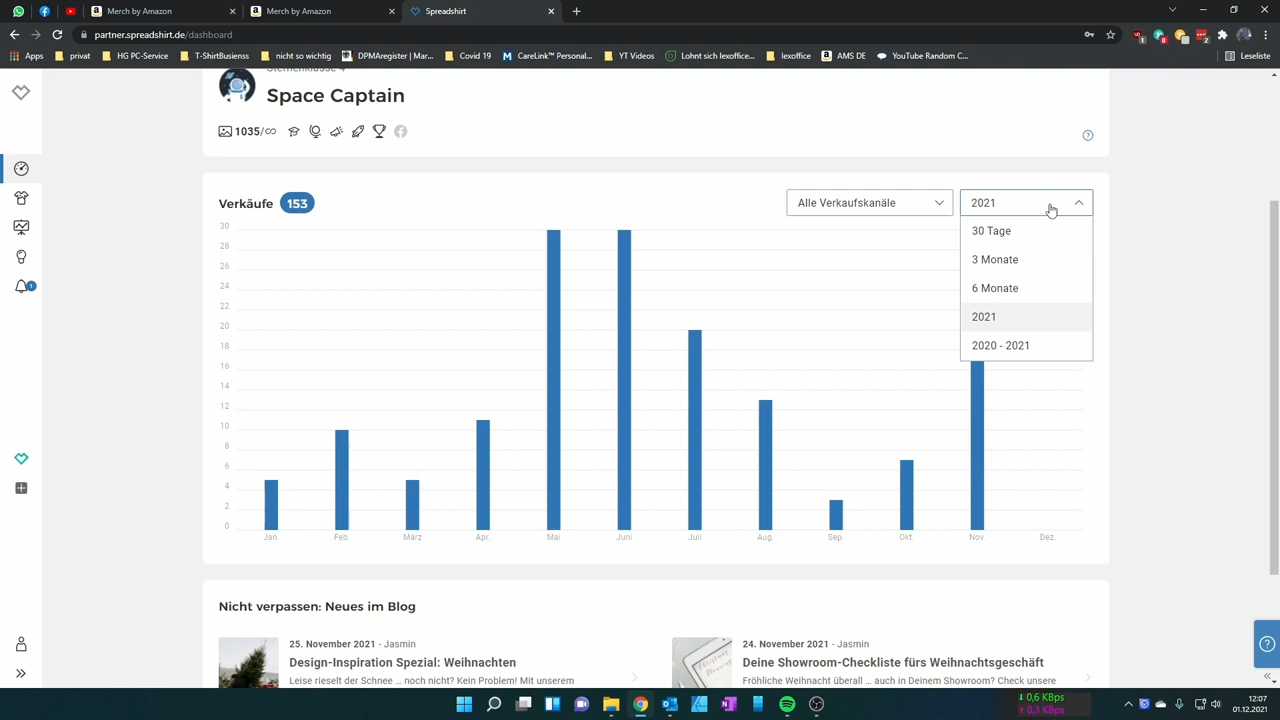 Merch by Amazon
Merch by Amazon
Spreadshirt
partner.spreadshirt.de/dashboard
Apps
privat
HG PC-Service
T-ShirtBusinss
nicht so wichtig
DPMAregister | Mar...
Covid 19
CareLink™ Personal...
YT Videos
Lohnt sich lexoffice...
lexoffice
AMS DE
YouTube Random C...
Leseliste
Sternenklasse 4
Space Captain
1035/∞
Verkäufe 153
Alle Verkaufskanäle
2021
30 Tage
3 Monate
6 Monate
2021
2020 - 2021
30
28
26
24
22
20
18
16
14
12
10
8
6
4
2
0
Jan.
Feb.
März
Apr.
Mai
Juni
Juli
Aug.
Sep.
Okt.
Nov.
Dez.
1
Nicht verpassen: Neues im Blog
25. November 2021 - Jasmin
Design-Inspiration Spezial: Weihnachten
Leise rieselt der Schnee ... noch nicht? Kein Problem! Mit unserem
24. November 2021 - Jasmin
Deine Showroom-Checkliste fürs Weihnachtsgeschäft
Fröhliche Weihnacht überall ... auch in Deinem Showroom? Check unsere
0,6 KBps
0,3 KBps
12:07
01.12.2021